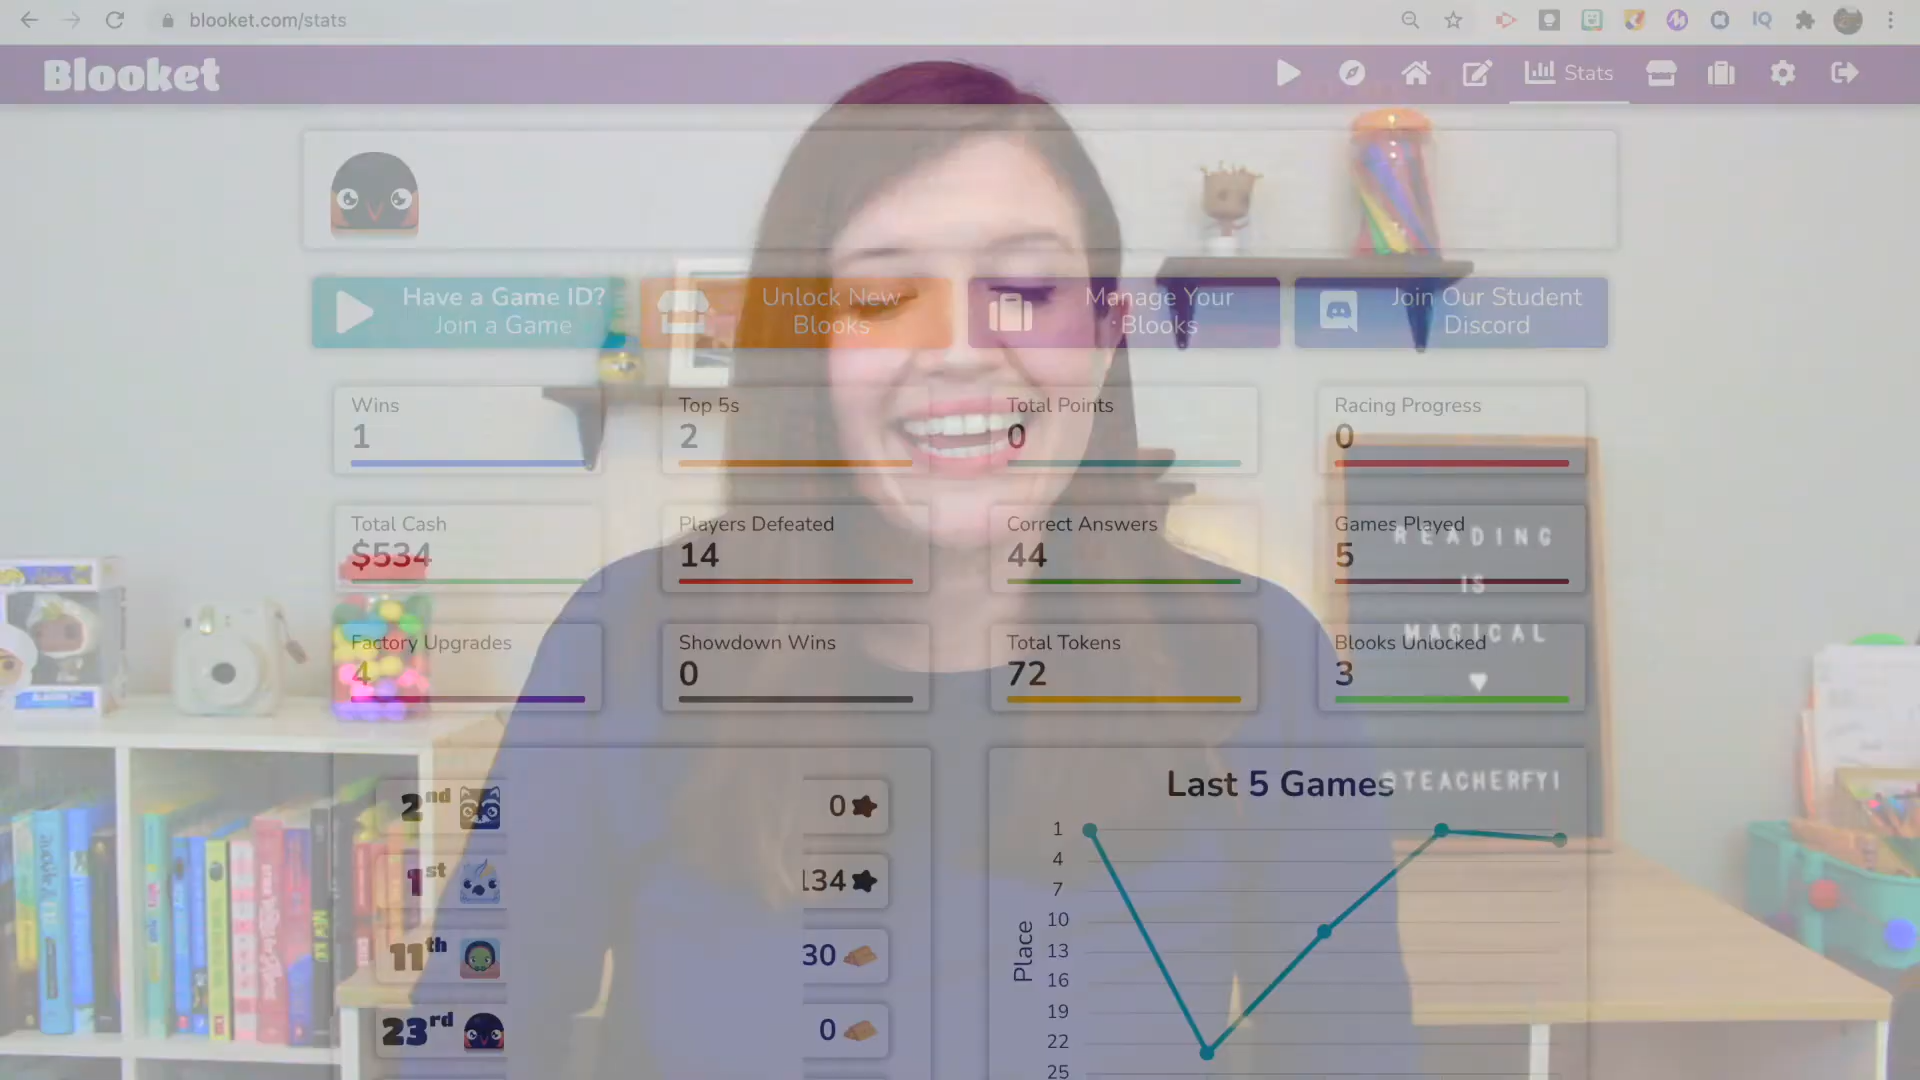 blooket.com/stats
IQ
Blooket
Stats
Have a Game ID?
Join a Game
Unlock New
Blooks
Manage Your
Blooks
Join Our Student
Discord
Wins
1
Top 5s
2
Total Points
0
Racing Progress
0
Total Cash
$534
Players Defeated
14
Correct Answers
44
Games Played
5
Factory Upgrades
4
Showdown Wins
0
Total Tokens
72
Blooks Unlocked
3
READING
IS
MAGICAL
♥
@TEACHERFYI
2nd
0
1st
134
11th
30
23rd
0
Last 5 Games
Place
1
4
7
10
13
16
19
22
25